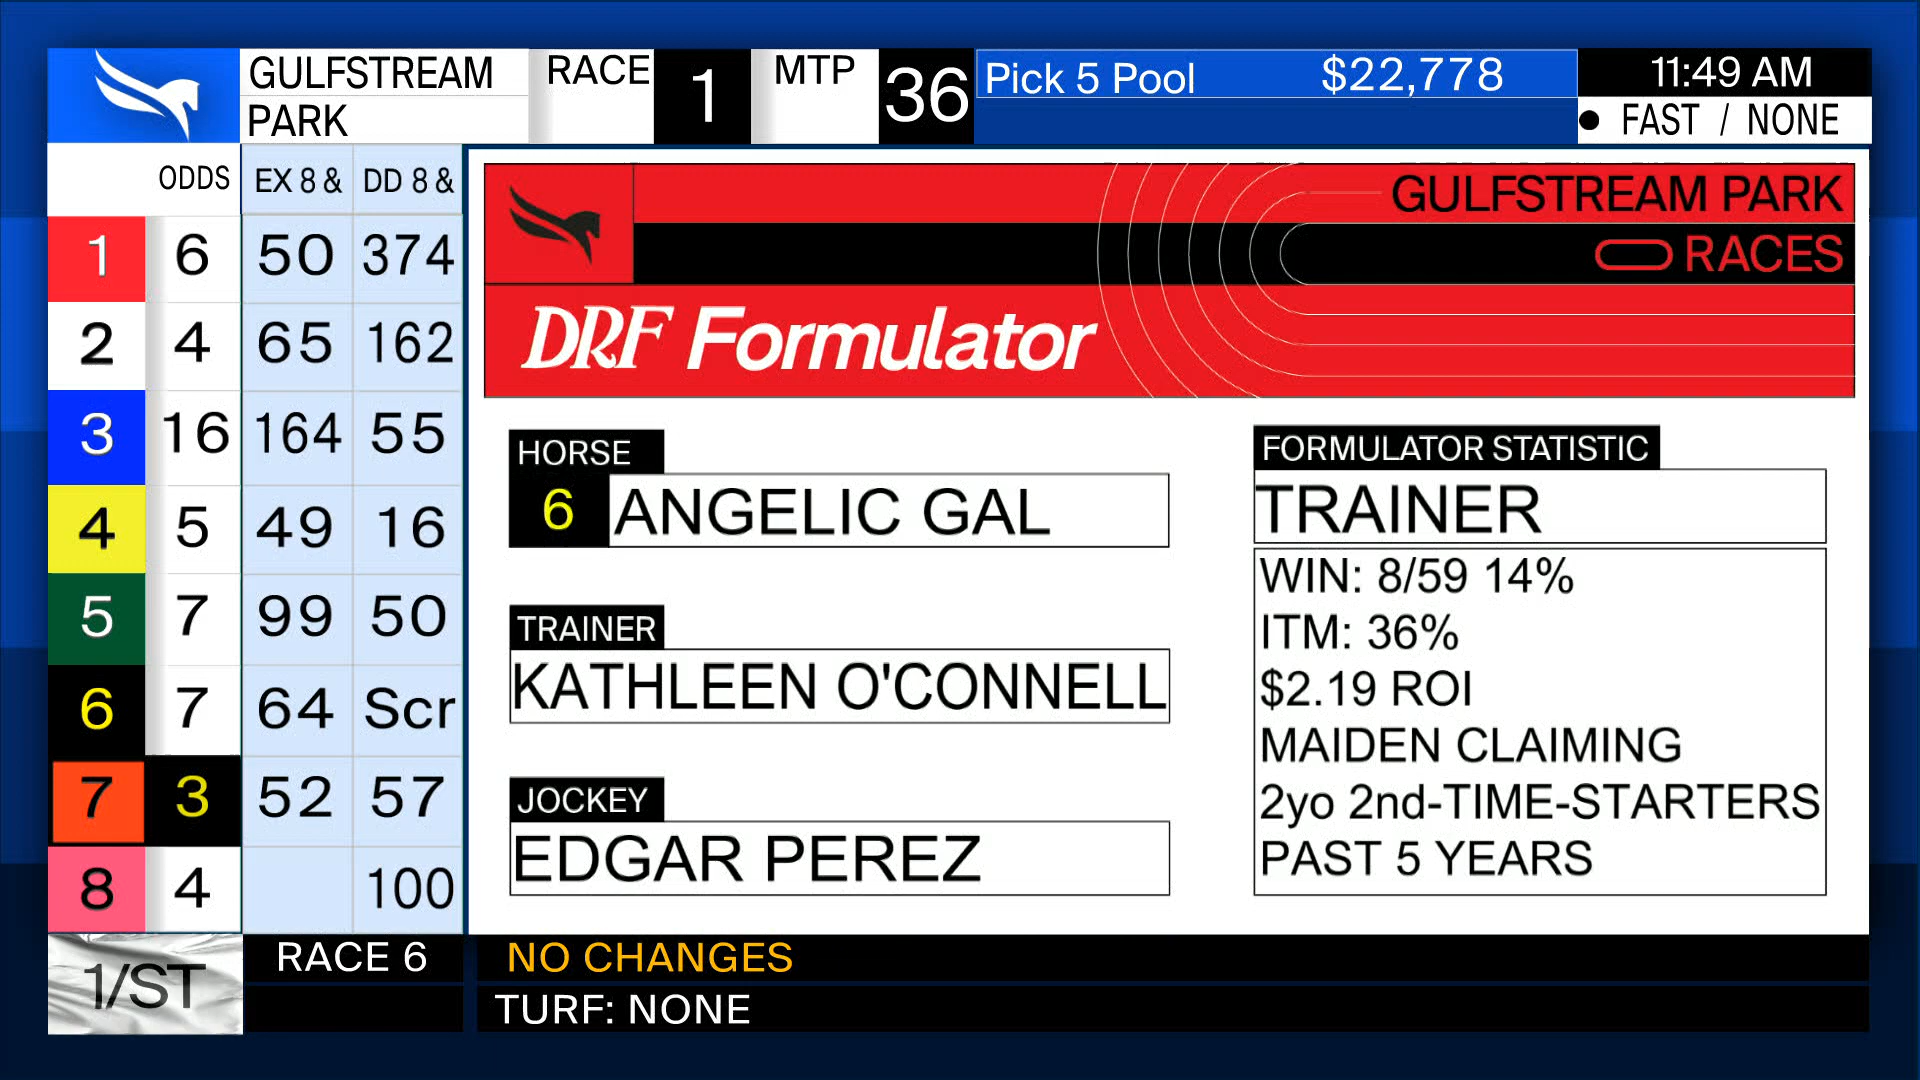 GULFSTREAM PARK
RACE 1 MTP 36
Pick 5 Pool $22,778
11:49 AM
FAST / NONE
ODDS EX 8 & DD 8 &
1 6 50 374
2 4 65 162
3 16 164 55
4 5 49 16
5 7 99 50
6 7 64 Scr
7 3 52 57
8 4 100
GULFSTREAM PARK
RACES
DRF Formulator
HORSE
6 ANGELIC GAL
TRAINER
KATHLEEN O'CONNELL
JOCKEY
EDGAR PEREZ
FORMULATOR STATISTIC
TRAINER
WIN: 8/59 14%
ITM: 36%
$2.19 ROI
MAIDEN CLAIMING
2yo 2nd-TIME-STARTERS
PAST 5 YEARS
1/ST
RACE 6
NO CHANGES
TURF: NONE